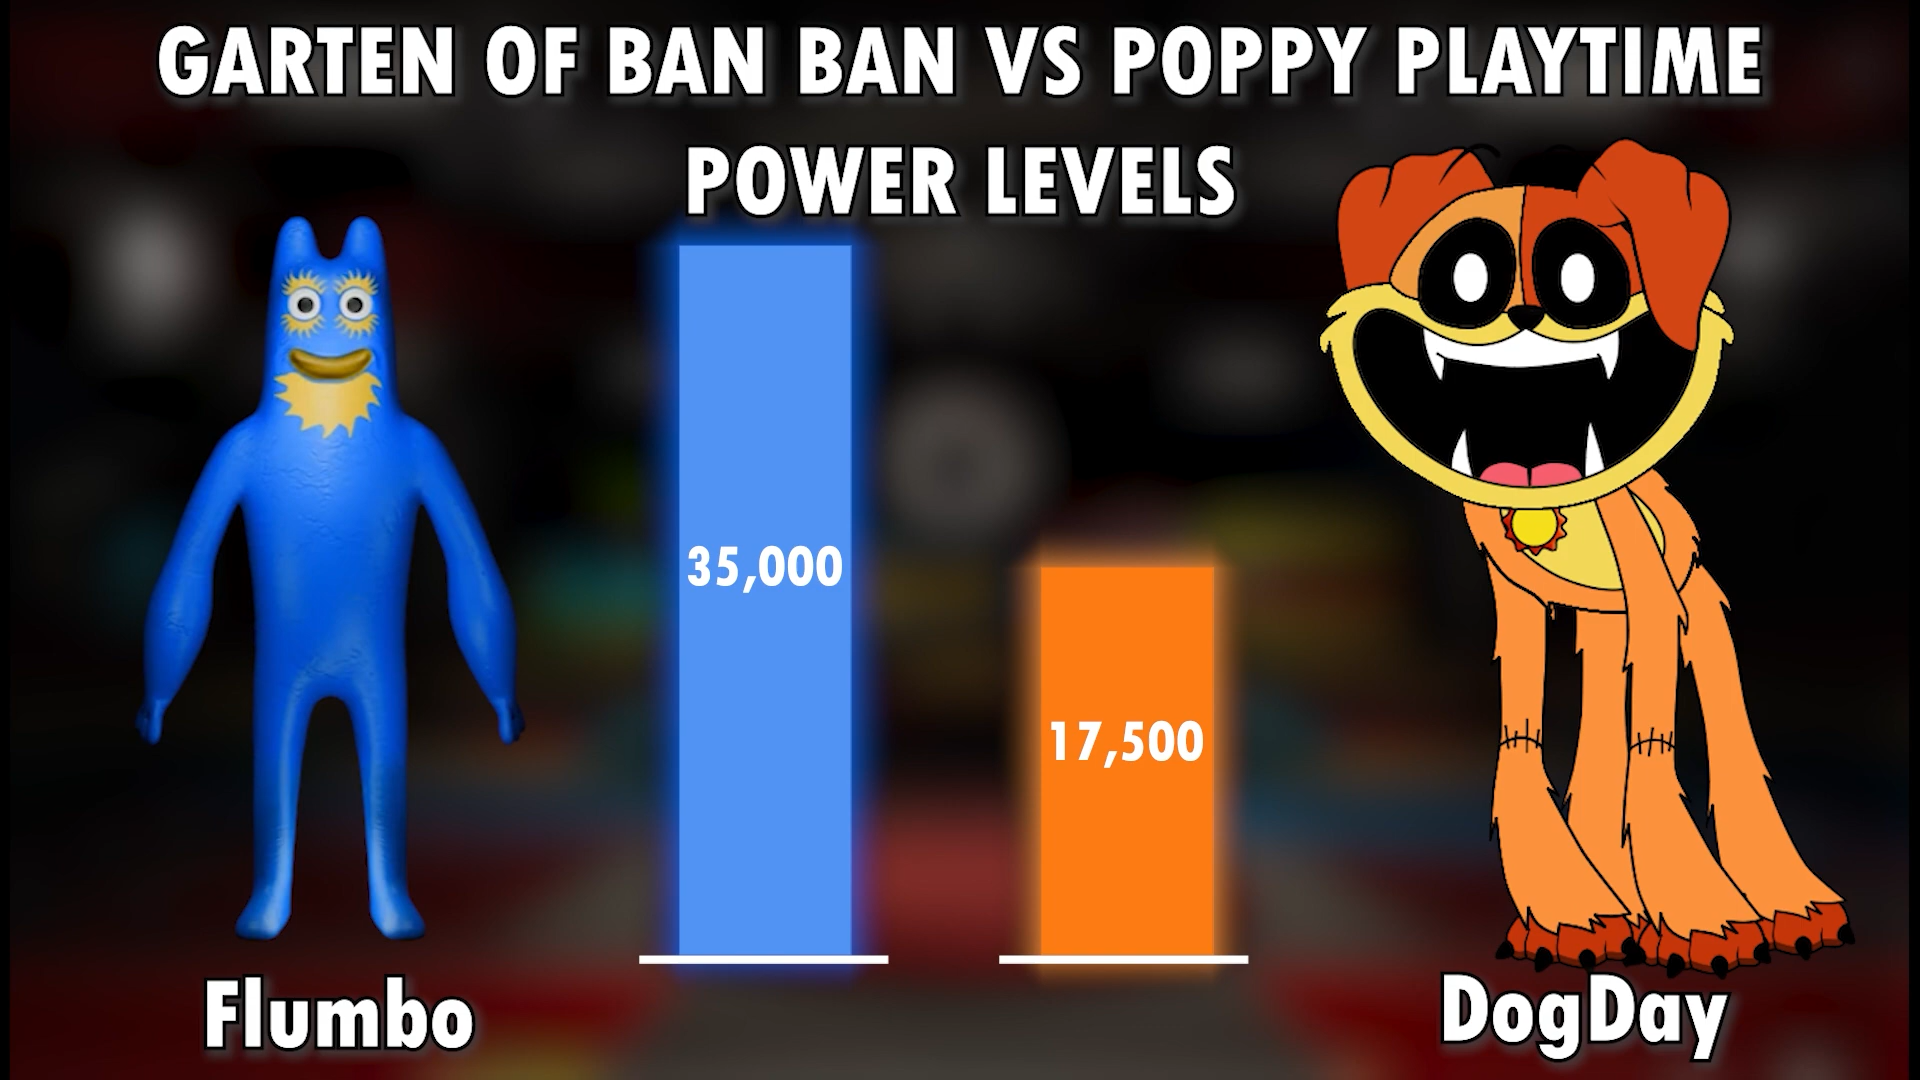 GARTEN OF BAN BAN VS POPPY PLAYTIME
POWER LEVELS
35,000
17,500
Flumbo
DogDay